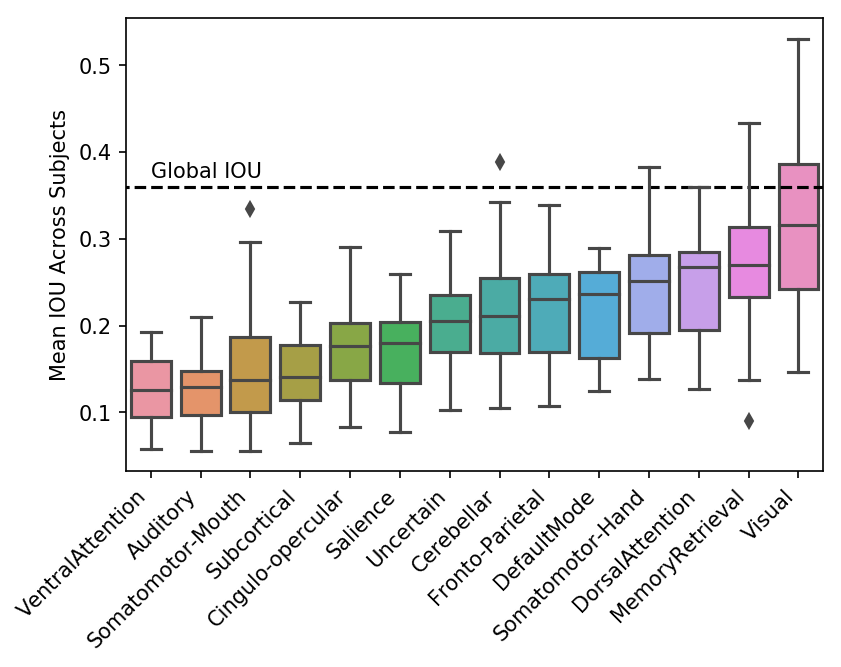 Mean IOU Across Subjects
0.5
0.4
0.3
0.2
0.1
Global IOU
VentralAttention
Auditory
Somatomotor-Mouth
Subcortical
Cingulo-opercular
Salience
Uncertain
Cerebellar
Fronto-Parietal
DefaultMode
Somatomotor-Hand
DorsalAttention
MemoryRetrieval
Visual